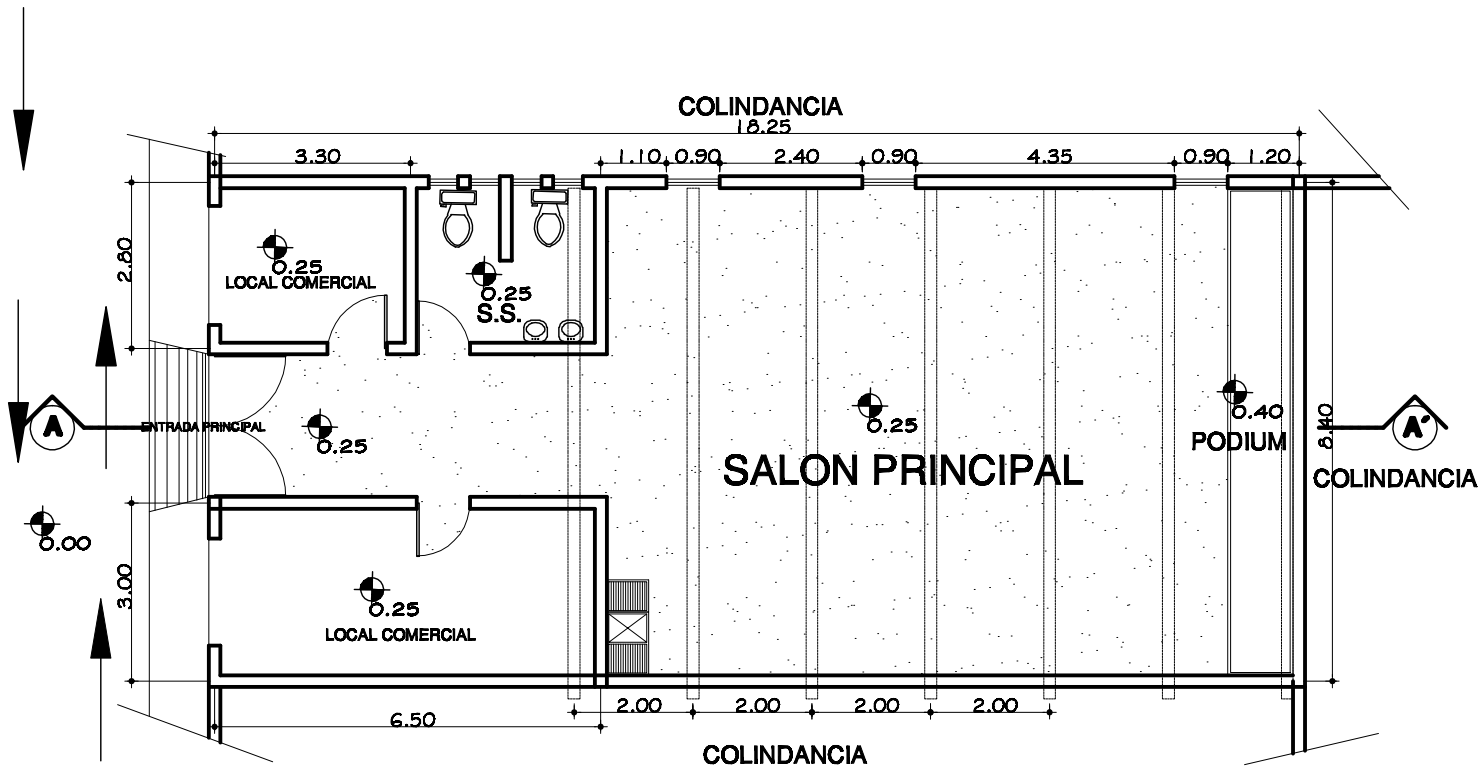 COLINDANCIA
18.25
3.30
1.10 0.90 2.40 0.90 4.35 0.90 1.20
2.80
0.25
LOCAL COMERCIAL
0.25
S.S.
A
ENTRADA PRINCIPAL
0.25
0.25
SALON PRINCIPAL
0.40
PODIUM
8.40
A´
COLINDANCIA
0.00
3.00
0.25
LOCAL COMERCIAL
6.50
2.00 2.00 2.00 2.00
COLINDANCIA